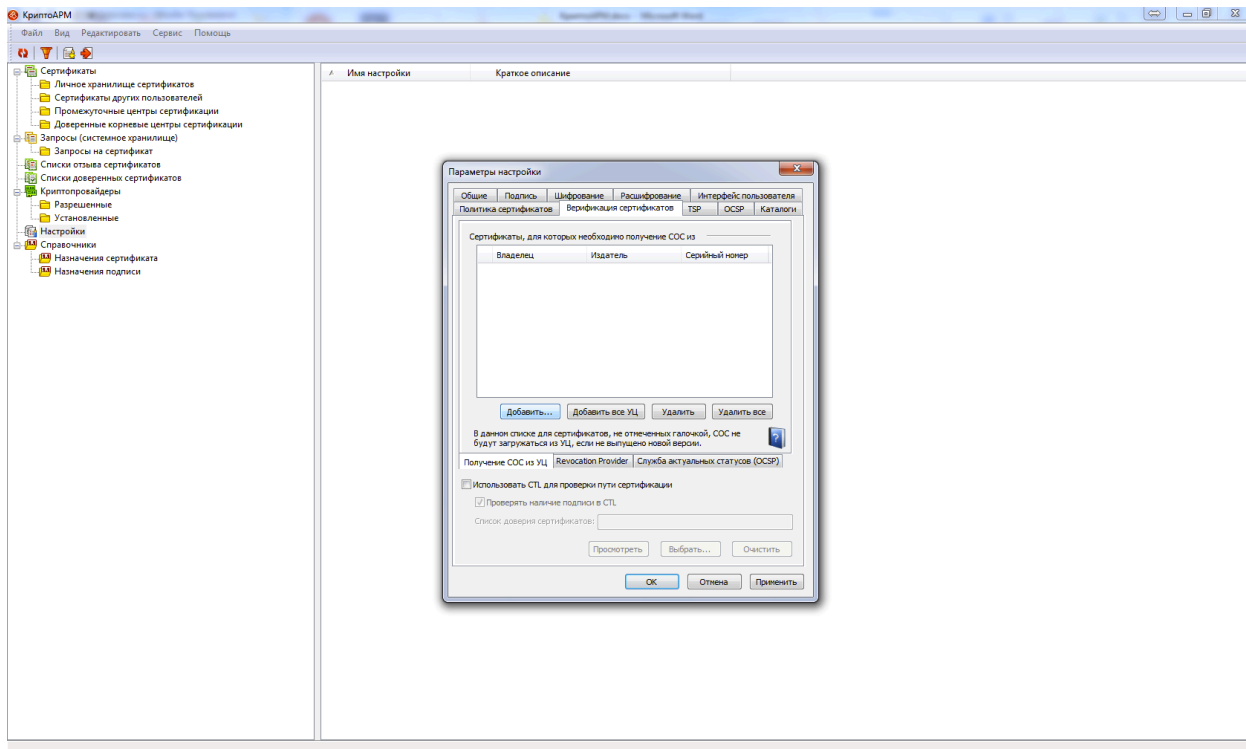 КриптоАРМ
Файл Вид Редактировать Сервис Помощь
Сертификаты
Личное хранилище сертификатов
Сертификаты других пользователей
Промежуточные центры сертификации
Доверенные корневые центры сертификации
Запросы (системное хранилище)
Запросы на сертификат
Списки отзыва сертификатов
Списки доверенных сертификатов
Криптопровайдеры
Разрешенные
Установленные
Настройки
Справочники
Назначения сертификата
Назначения подписи
Имя настройки Краткое описание
Параметры настройки
Общие Подпись Шифрование Расшифрование Интерфейс пользователя
Политика сертификатов Верификация сертификатов TSP OCSP Каталоги
Сертификаты, для которых необходимо получение СОС из
Владелец Издатель Серийный номер
Добавить... Добавить все УЦ Удалить Удалить все
В данном списке для сертификатов, не отмеченных галочкой, СОС не
будут загружаться из УЦ, если не выпущено новой версии.
Получение СОС из УЦ Revocation Provider Служба актуальных статусов (OCSP)
Использовать CTL для проверки пути сертификации
Проверять наличие подписи в CTL
Список доверия сертификатов:
Просмотреть Выбрать... Очистить
ОК Отмена Применить